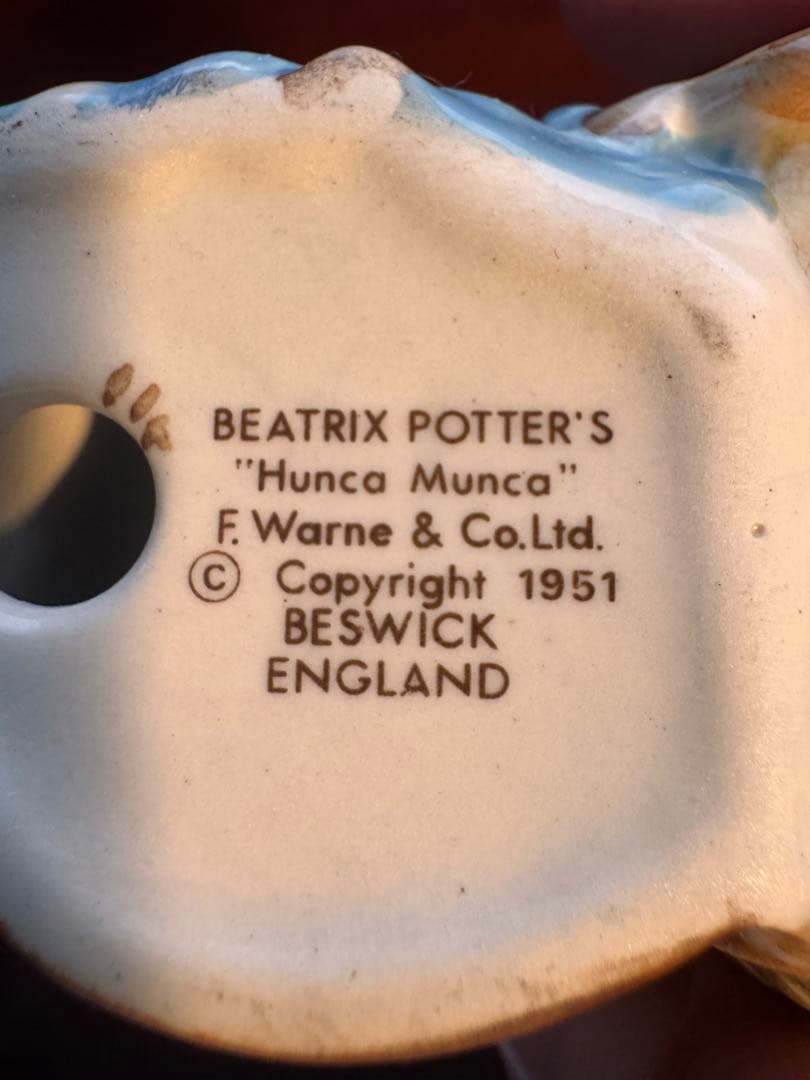 BEATRIX POTTER'S
"Hunca Munca"
F. Warne & Co.Ltd.
© Copyright 1951
BESWICK
ENGLAND